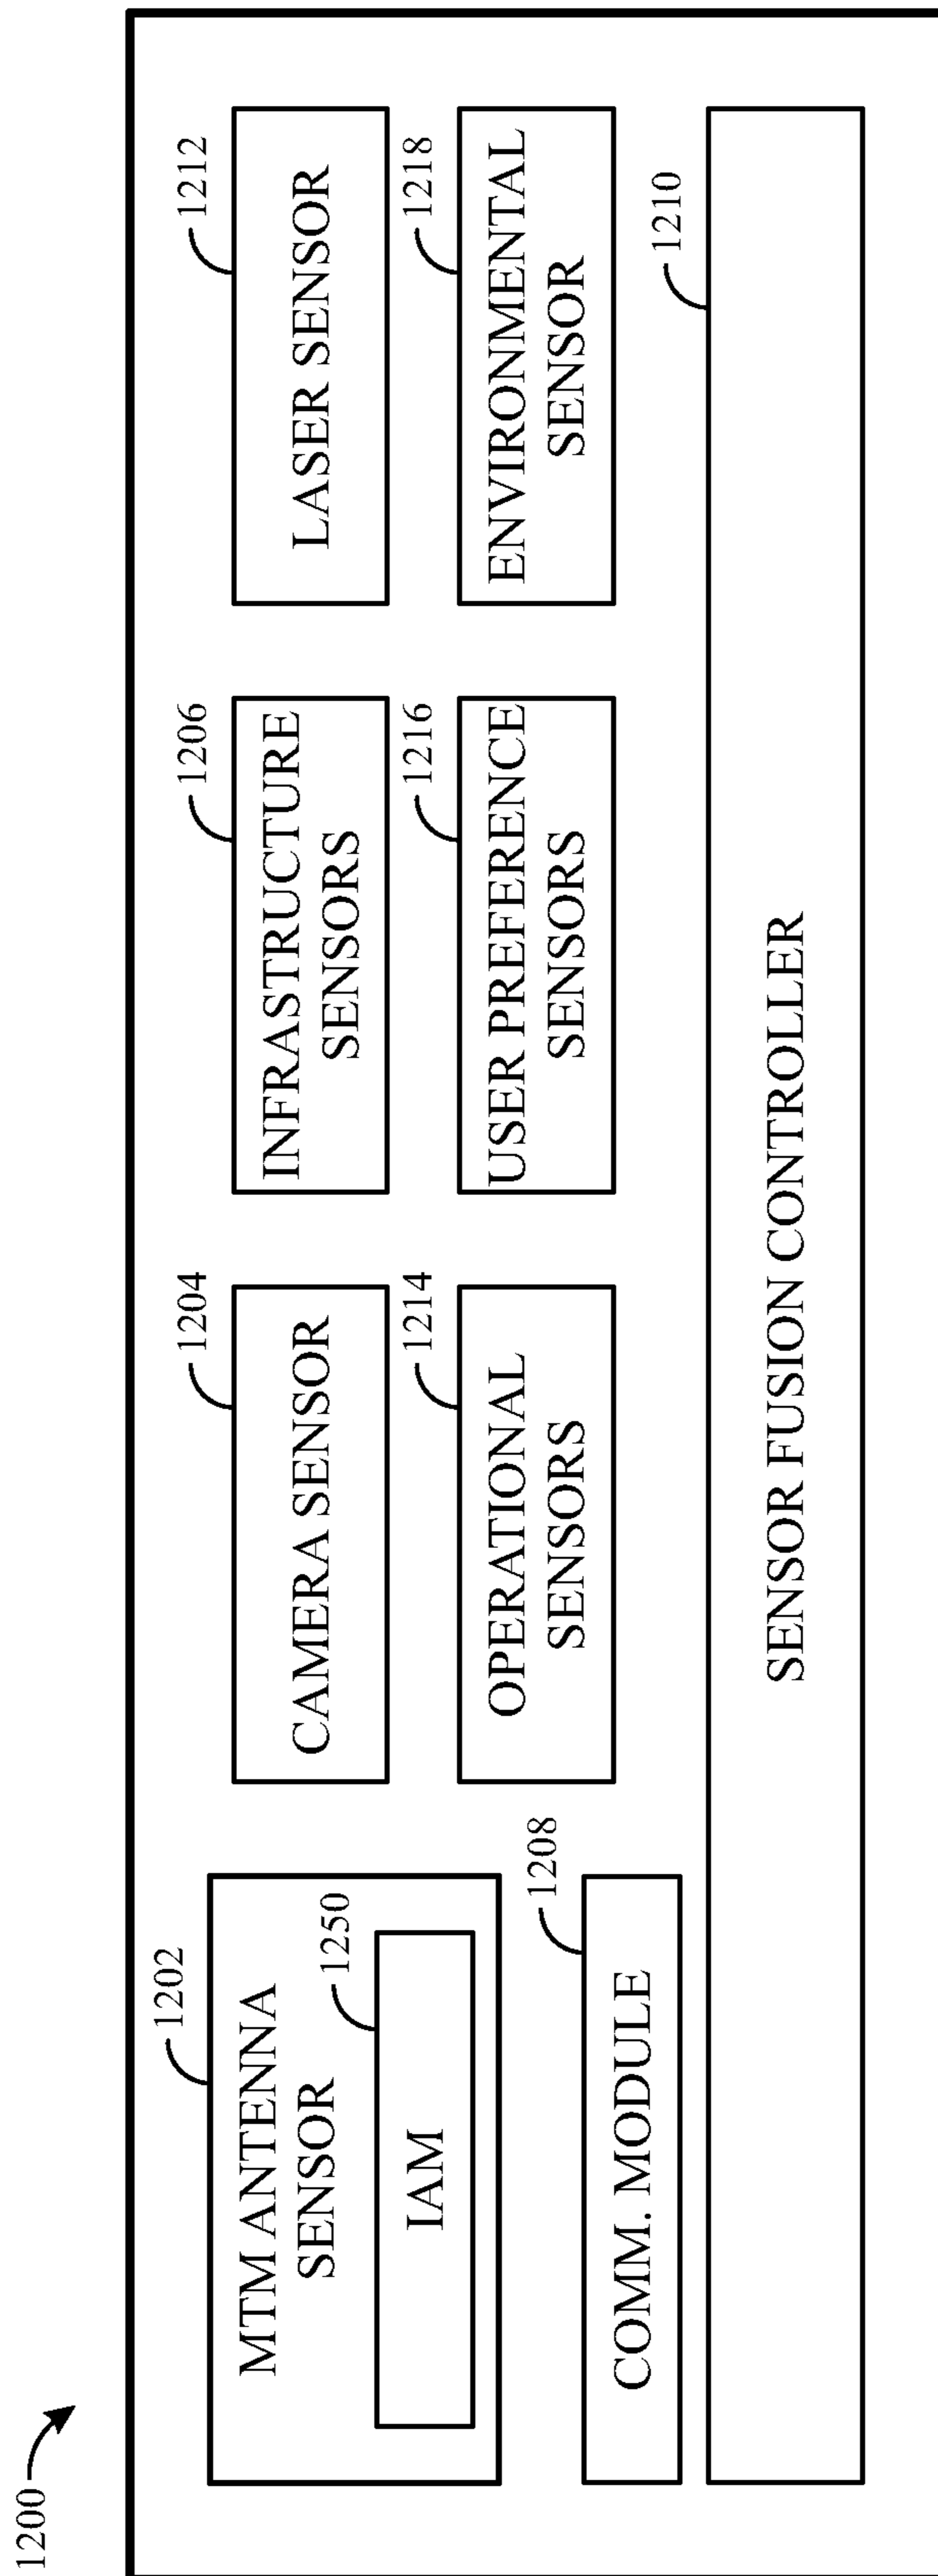 1200
1202
MTM ANTENNA
SENSOR
1250
IAM
1204
CAMERA SENSOR
1206
INFRASTRUCTURE
SENSORS
1212
LASER SENSOR
1208
COMM. MODULE
1214
OPERATIONAL
SENSORS
1216
USER PREFERENCE
SENSORS
1218
ENVIRONMENTAL
SENSOR
1210
SENSOR FUSION CONTROLLER